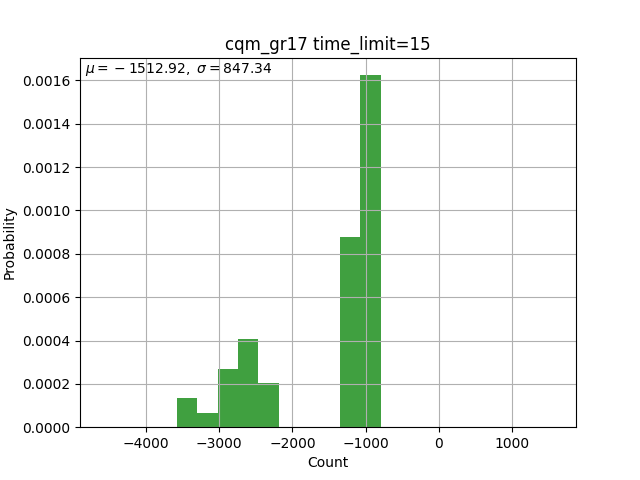 cqm_gr17 time_limit=15
μ = −1512.92, σ = 847.34
Probability
0.0016
0.0014
0.0012
0.0010
0.0008
0.0006
0.0004
0.0002
0.0000
−4000 −3000 −2000 −1000 0 1000
Count